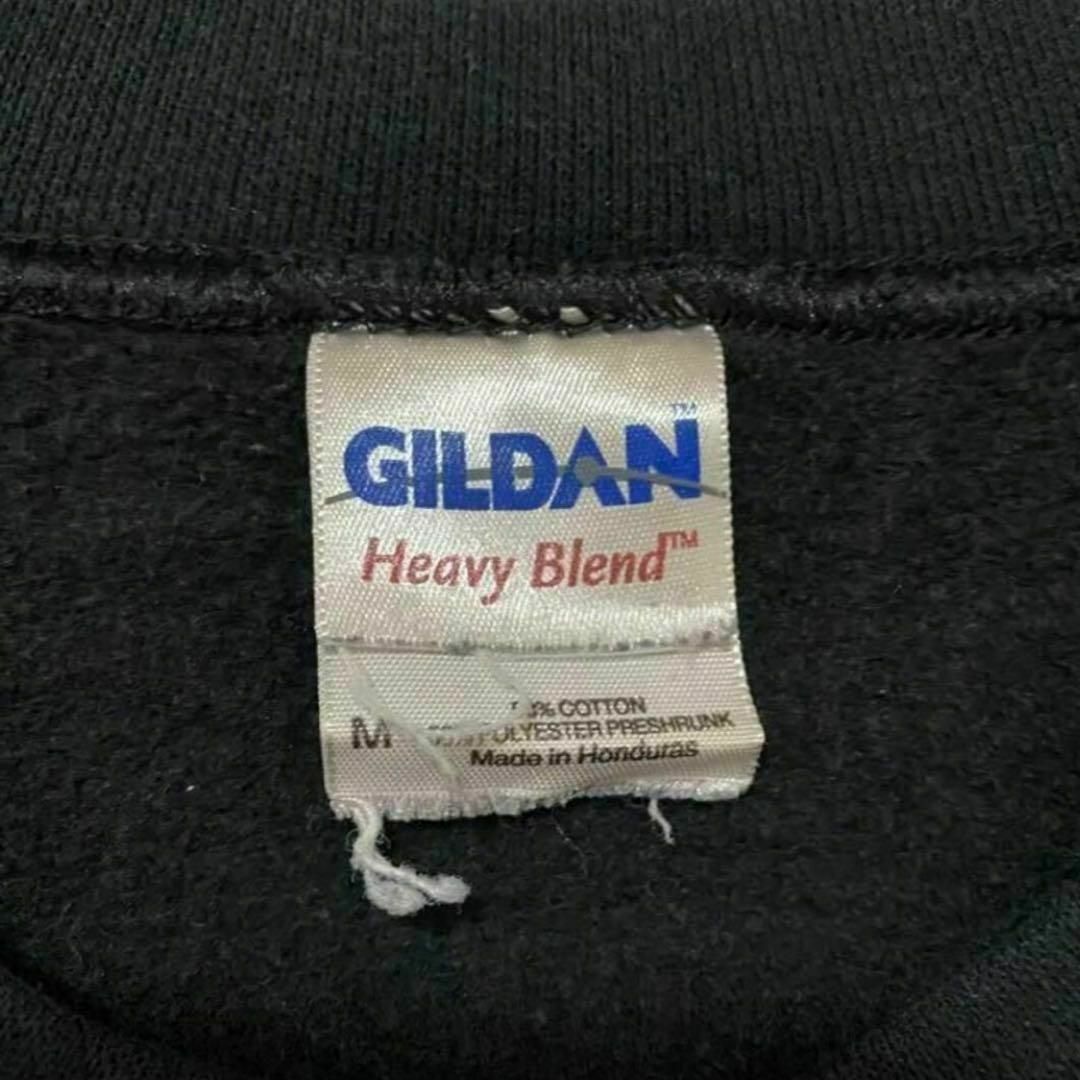 GILDAN™
Heavy Blend™
M
COTTON
POLYESTER PRESHRUNK
Made in Honduras